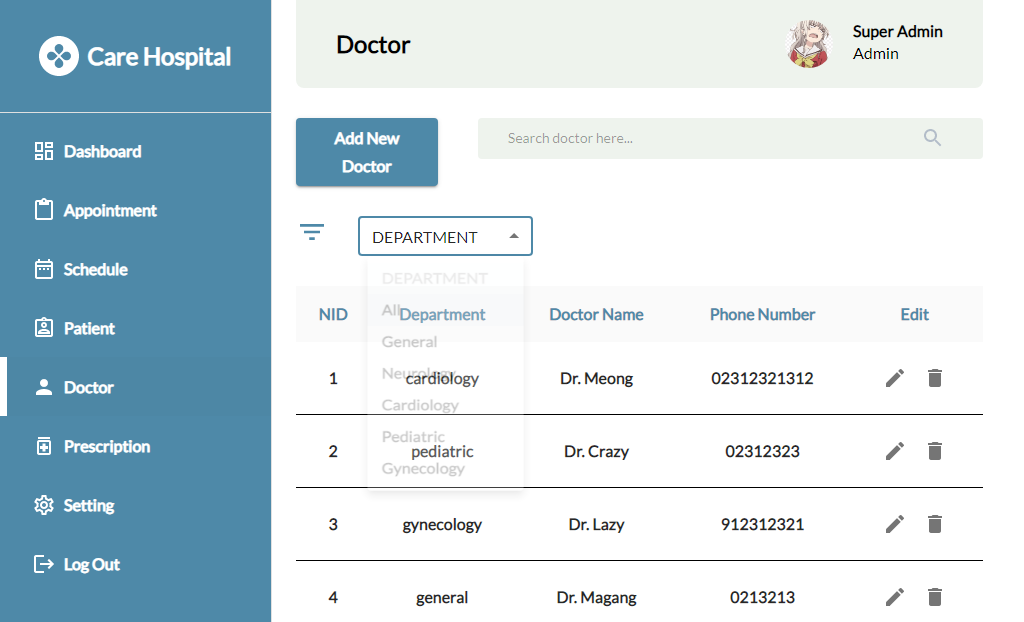 Care Hospital
Dashboard
Appointment
Schedule
Patient
Doctor
Prescription
Setting
Log Out
Doctor
Super Admin
Admin
Add New
Doctor
Search doctor here...
DEPARTMENT
DEPARTMENT
All
General
Neurology
Cardiology
Pediatric
Gynecology
NID Department Doctor Name Phone Number Edit
1 cardiology Dr. Meong 02312321312
2 pediatric Dr. Crazy 02312323
3 gynecology Dr. Lazy 912312321
4 general Dr. Magang 0213213